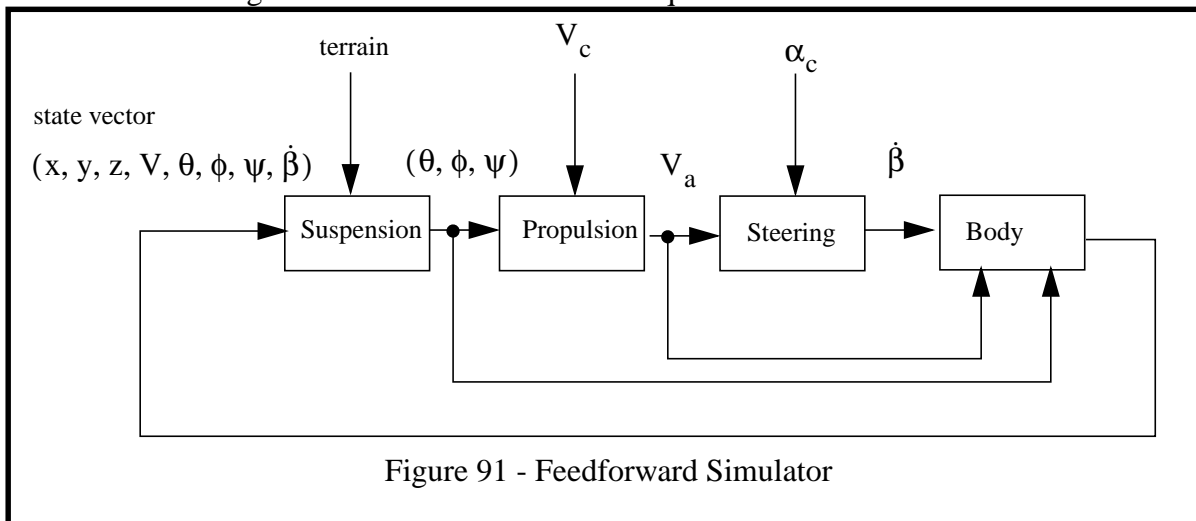 terrain
V_c
α_c
state vector
(x, y, z, V, θ, ϕ, ψ, β̇)
(θ, ϕ, ψ)
V_a
β̇
Suspension
Propulsion
Steering
Body
Figure 91 - Feedforward Simulator